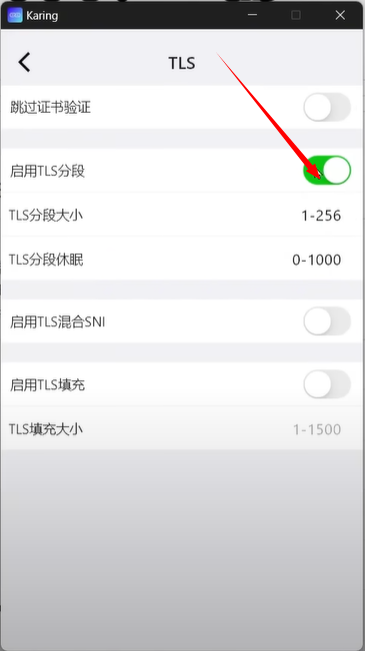 Karing
TLS
跳过证书验证
启用TLS分段
TLS分段大小 1-256
TLS分段休眠 0-1000
启用TLS混合SNI
启用TLS填充
TLS填充大小 1-1500